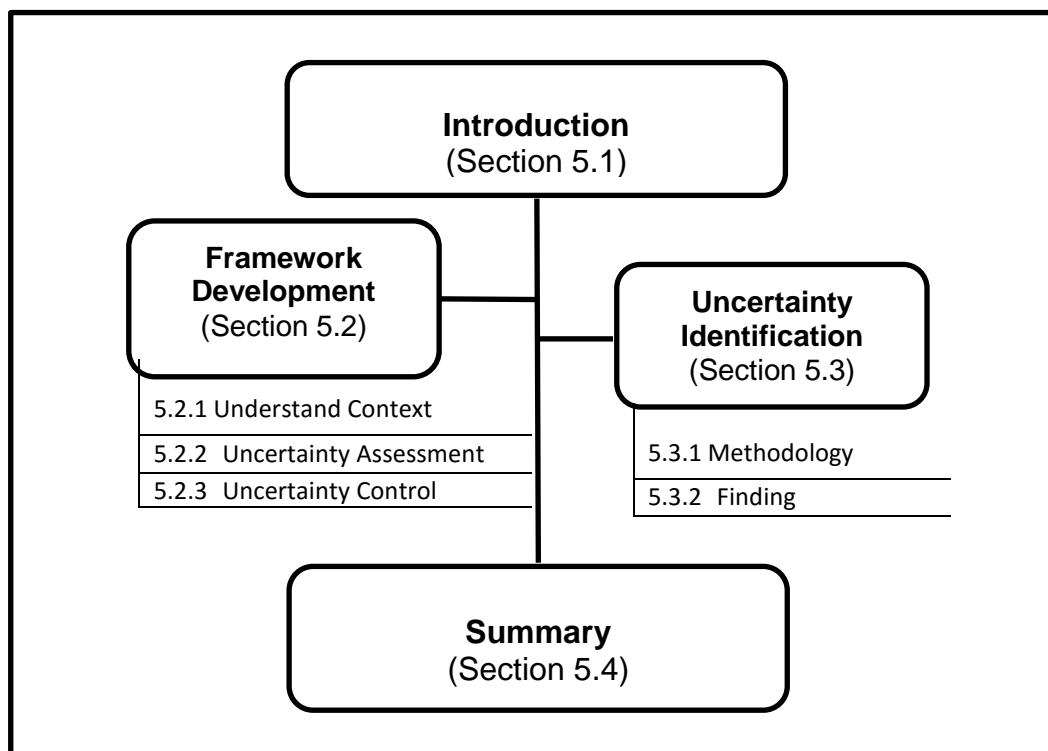 Introduction
(Section 5.1)
Framework
Development
(Section 5.2)
5.2.1 Understand Context
5.2.2 Uncertainty Assessment
5.2.3 Uncertainty Control
Uncertainty
Identification
(Section 5.3)
5.3.1 Methodology
5.3.2 Finding
Summary
(Section 5.4)